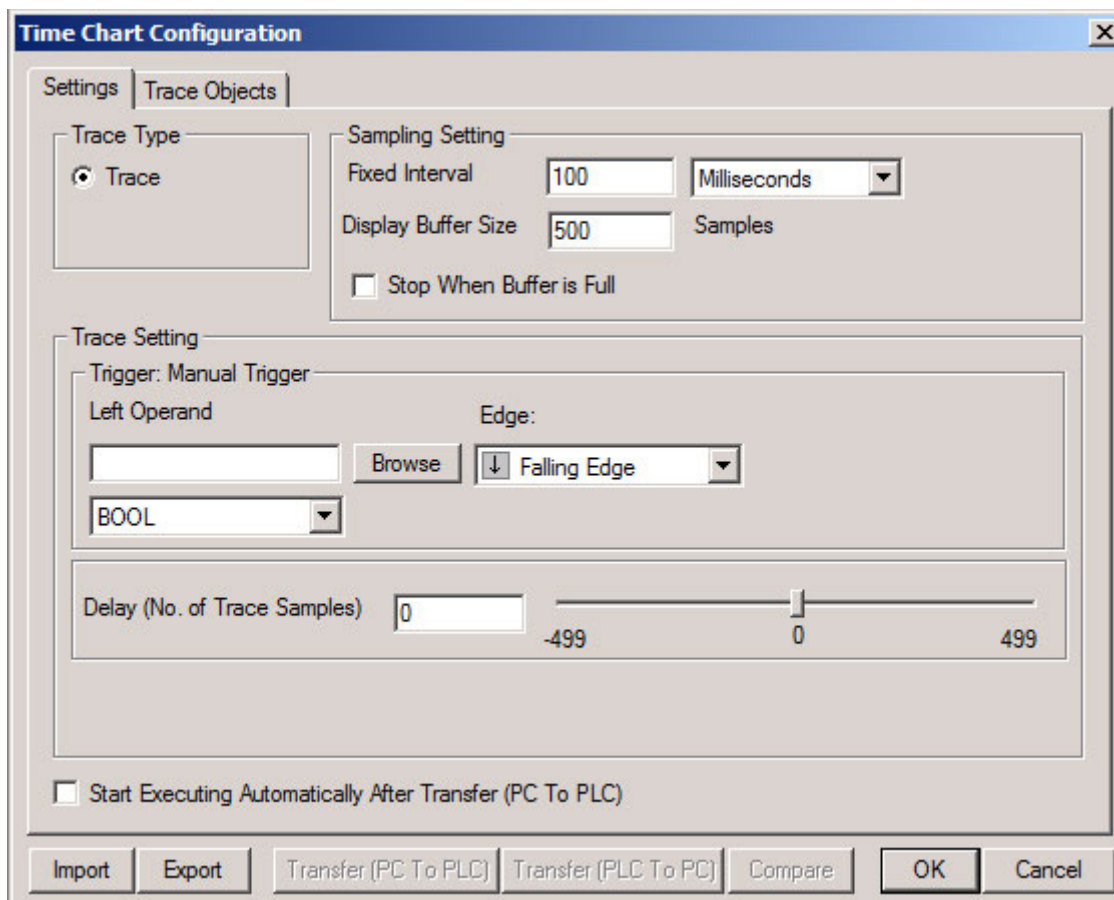 Time Chart Configuration
Settings
Trace Objects
Trace Type
Trace
Sampling Setting
Fixed Interval 100 Milliseconds
Display Buffer Size 500 Samples
Stop When Buffer is Full
Trace Setting
Trigger: Manual Trigger
Left Operand Edge:
Browse Falling Edge
BOOL
Delay (No. of Trace Samples) 0
-499 0 499
Start Executing Automatically After Transfer (PC To PLC)
Import Export Transfer (PC To PLC) Transfer (PLC To PC) Compare OK Cancel